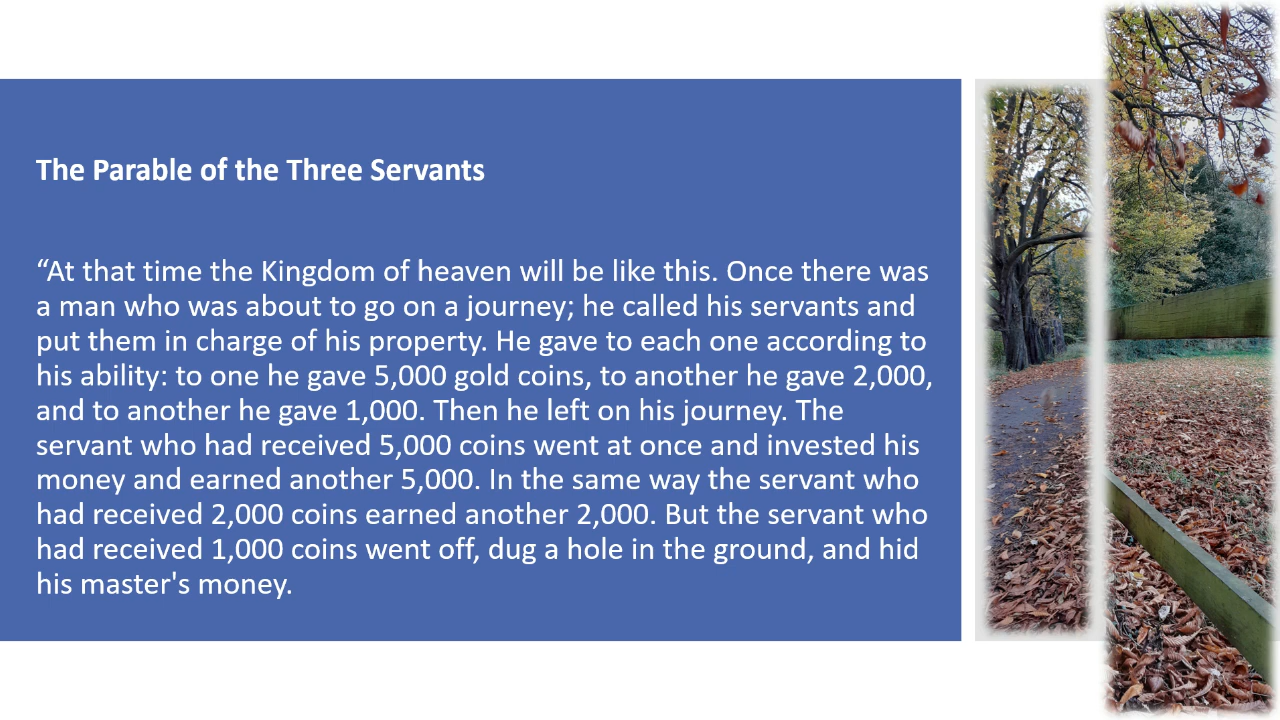 The Parable of the Three Servants
“At that time the Kingdom of heaven will be like this. Once there was
a man who was about to go on a journey; he called his servants and
put them in charge of his property. He gave to each one according to
his ability: to one he gave 5,000 gold coins, to another he gave 2,000,
and to another he gave 1,000. Then he left on his journey. The
servant who had received 5,000 coins went at once and invested his
money and earned another 5,000. In the same way the servant who
had received 2,000 coins earned another 2,000. But the servant who
had received 1,000 coins went off, dug a hole in the ground, and hid
his master's money.